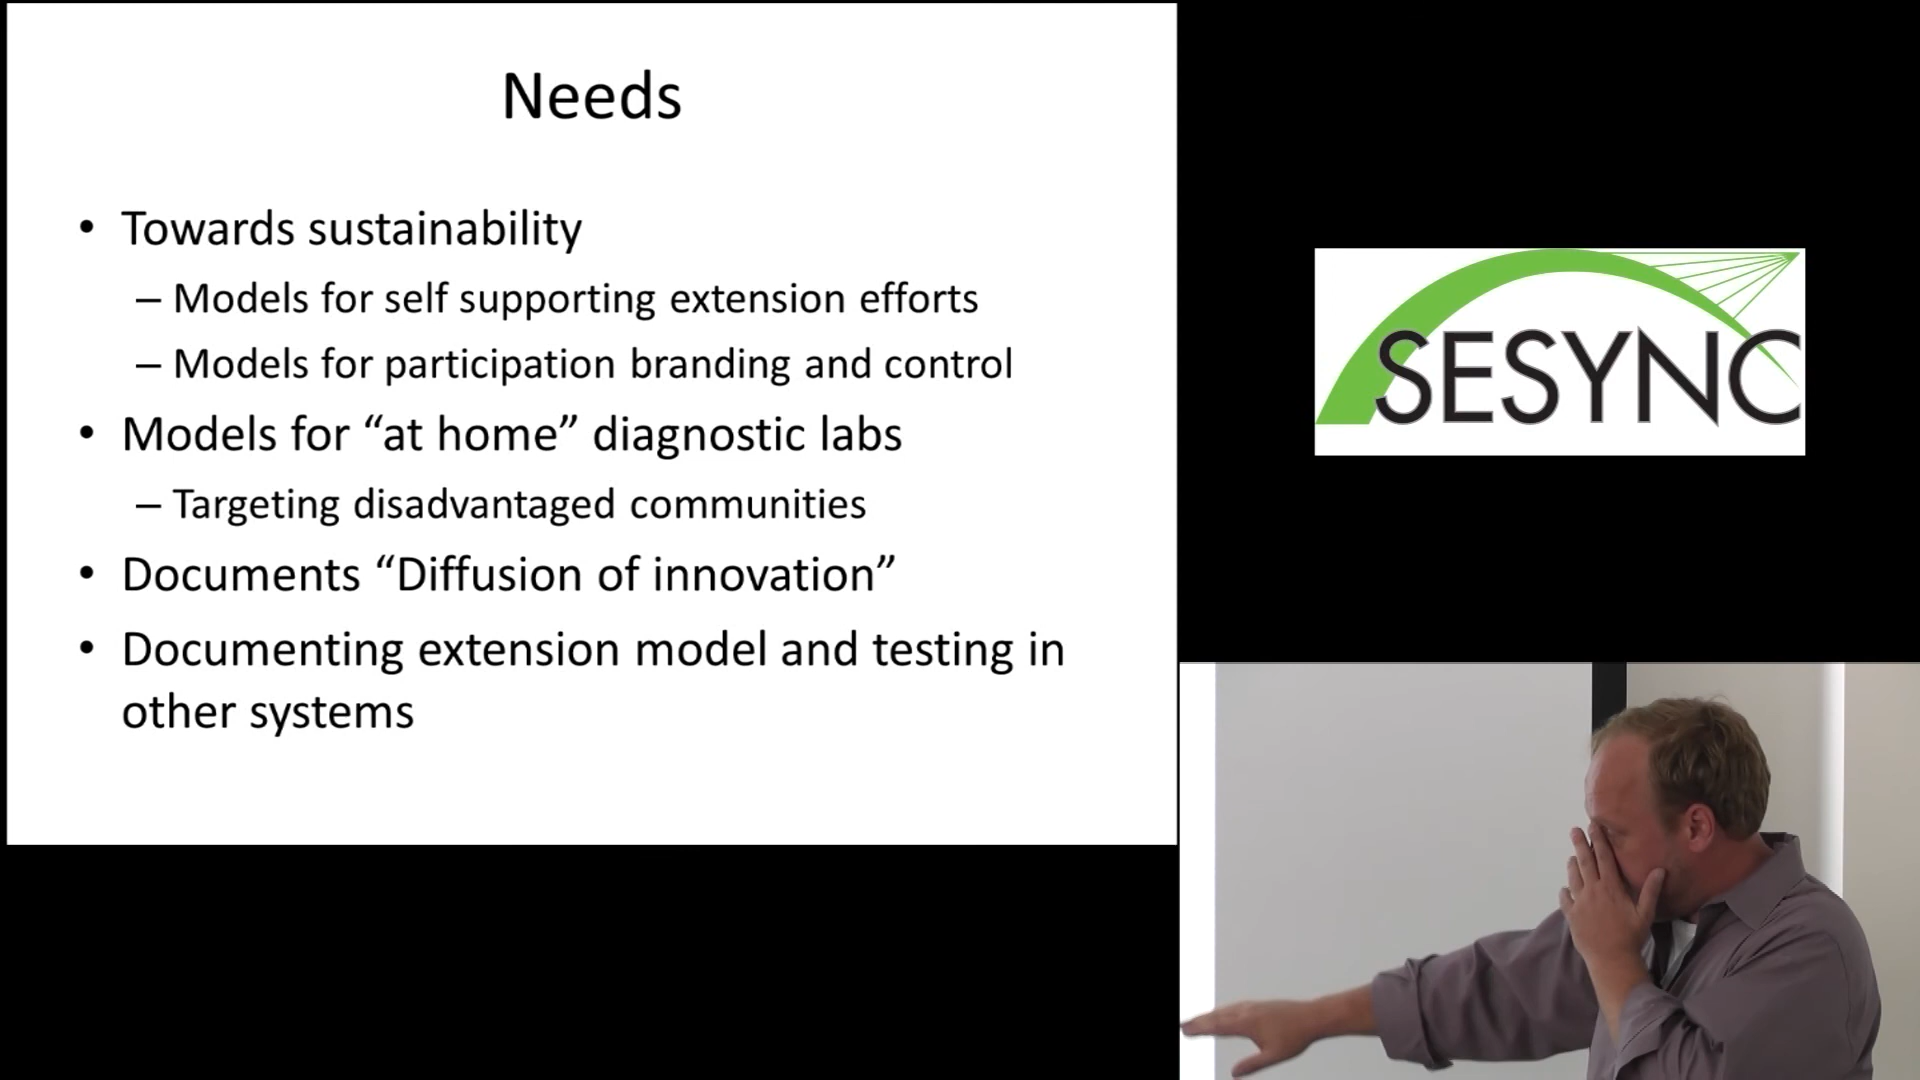 Needs
• Towards sustainability
– Models for self supporting extension efforts
– Models for participation branding and control
• Models for “at home” diagnostic labs
– Targeting disadvantaged communities
• Documents “Diffusion of innovation”
• Documenting extension model and testing in
other systems
SESYNC